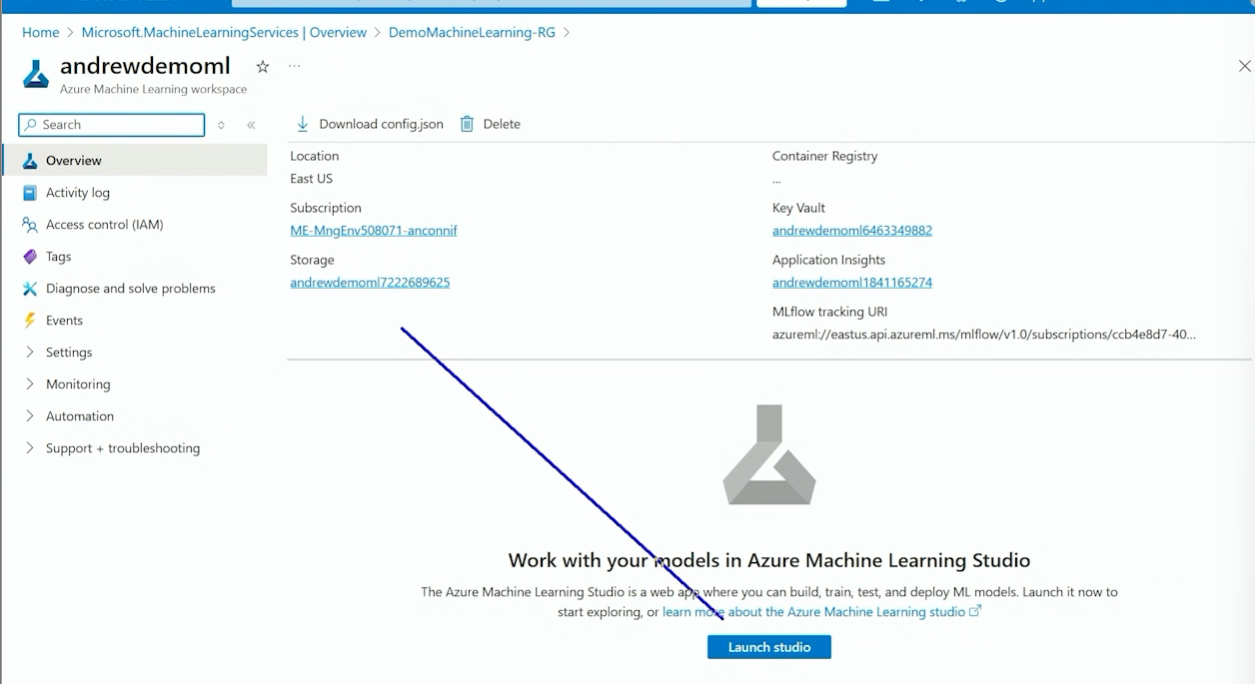 Home > Microsoft.MachineLearningServices | Overview > DemoMachineLearning-RG >
andrewdemoml
Azure Machine Learning workspace
Search
Download config.json
Delete
Overview
Activity log
Access control (IAM)
Tags
Diagnose and solve problems
Events
Settings
Monitoring
Automation
Support + troubleshooting
Location
East US
Subscription
ME-MngEnv508071-anconnif
Storage
andrewdemoml7222689625
Container Registry
...
Key Vault
andrewdemoml6463349882
Application Insights
andrewdemoml1841165274
MLflow tracking URI
azureml://eastus.api.azureml.ms/mlflow/v1.0/subscriptions/ccb4e8d7-40...
Work with your models in Azure Machine Learning Studio
The Azure Machine Learning Studio is a web app where you can build, train, test, and deploy ML models. Launch it now to
start exploring, or learn more about the Azure Machine Learning studio
Launch studio